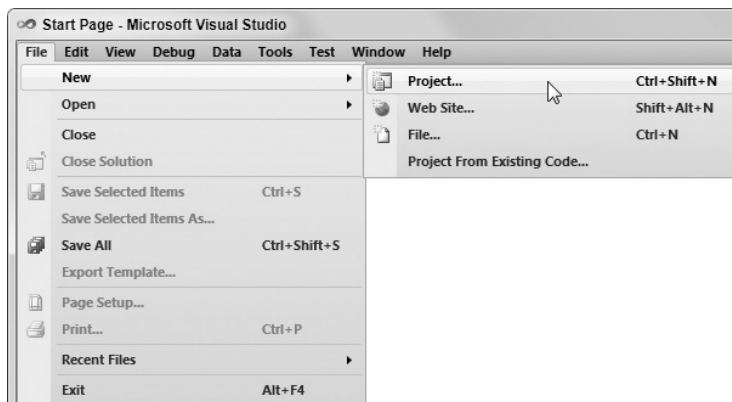 Start Page - Microsoft Visual Studio
File Edit View Debug Data Tools Test Window Help
New
Open
Close
Close Solution
Save Selected Items Ctrl+S
Save Selected Items As...
Save All Ctrl+Shift+S
Export Template...
Page Setup...
Print... Ctrl+P
Recent Files
Exit Alt+F4
Project... Ctrl+Shift+N
Web Site... Shift+Alt+N
File... Ctrl+N
Project From Existing Code...